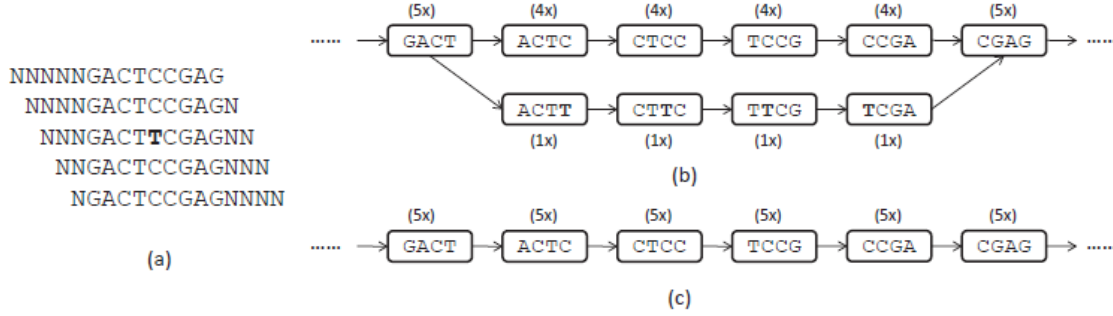 NNNNNGACTCCGAG
NNNNGACTCCGAGN
NNNGACTTCGAGNN
NNGACTCCGAGNNN
NGACTCCGAGNNNN
(a)
(5x) (4x) (4x) (4x) (4x) (5x)
...... GACT ACTC CTCC TCCG CCGA CGAG ......
ACTT CTTC TTCG TCGA
(1x) (1x) (1x) (1x)
(b)
(5x) (5x) (5x) (5x) (5x) (5x)
...... GACT ACTC CTCC TCCG CCGA CGAG ......
(c)